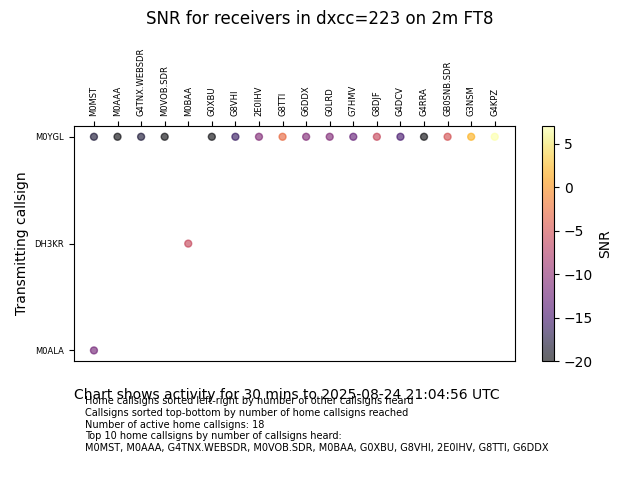 SNR for receivers in dxcc=223 on 2m FT8
M0MST
M0AAA
G4TNX.WEBSDR
M0VOB.SDR
M0BAA
G0XBU
G8VHI
2E0IHV
G8TTI
G6DDX
G0LRD
G7HMV
G8DJF
G4DCV
G4RRA
GB0SNB.SDR
G3NSM
G4KPZ
Transmitting callsign
M0YGL
DH3KR
M0ALA
5
0
−5
−10
−15
−20
SNR
Chart shows activity for 30 mins to 2025-08-24 21:04:56 UTC
Home callsigns sorted left-right by number of other callsigns heard
Callsigns sorted top-bottom by number of home callsigns reached
Number of active home callsigns: 18
Top 10 home callsigns by number of callsigns heard:
M0MST, M0AAA, G4TNX.WEBSDR, M0VOB.SDR, M0BAA, G0XBU, G8VHI, 2E0IHV, G8TTI, G6DDX